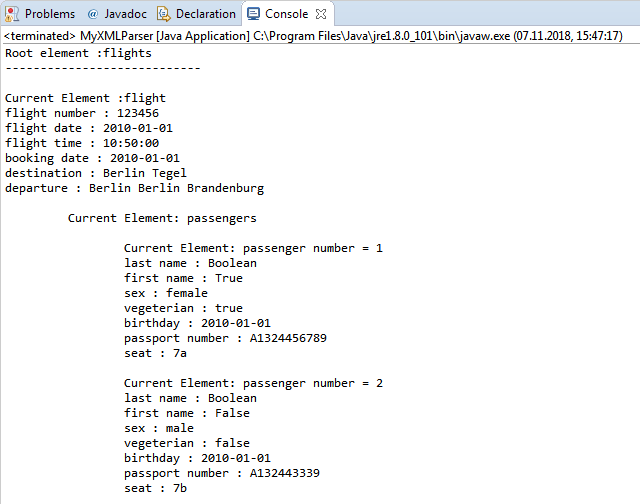 Problems @ Javadoc Declaration Console
<terminated> MyXMLParser [Java Application] C:\Program Files\Java\jre1.8.0_101\bin\javaw.exe (07.11.2018, 15:47:17)
Root element :flights
----------------------------
Current Element :flight
flight number : 123456
flight date : 2010-01-01
flight time : 10:50:00
booking date : 2010-01-01
destination : Berlin Tegel
departure : Berlin Berlin Brandenburg
Current Element: passengers
Current Element: passenger number = 1
last name : Boolean
first name : True
sex : female
vegeterian : true
birthday : 2010-01-01
passport number : A1324456789
seat : 7a
Current Element: passenger number = 2
last name : Boolean
first name : False
sex : male
vegeterian : false
birthday : 2010-01-01
passport number : A132443339
seat : 7b